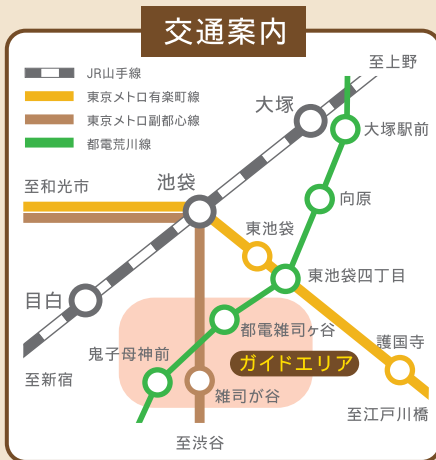 交通案内
至上野
JR山手線
東京メトロ有楽町線
東京メトロ副都心線
都電荒川線
大塚
大塚駅前
至和光市
池袋
向原
東池袋
東池袋四丁目
目白
都電雑司ヶ谷
護国寺
鬼子母神前
ガイドエリア
至新宿
雑司が谷
至江戸川橋
至渋谷